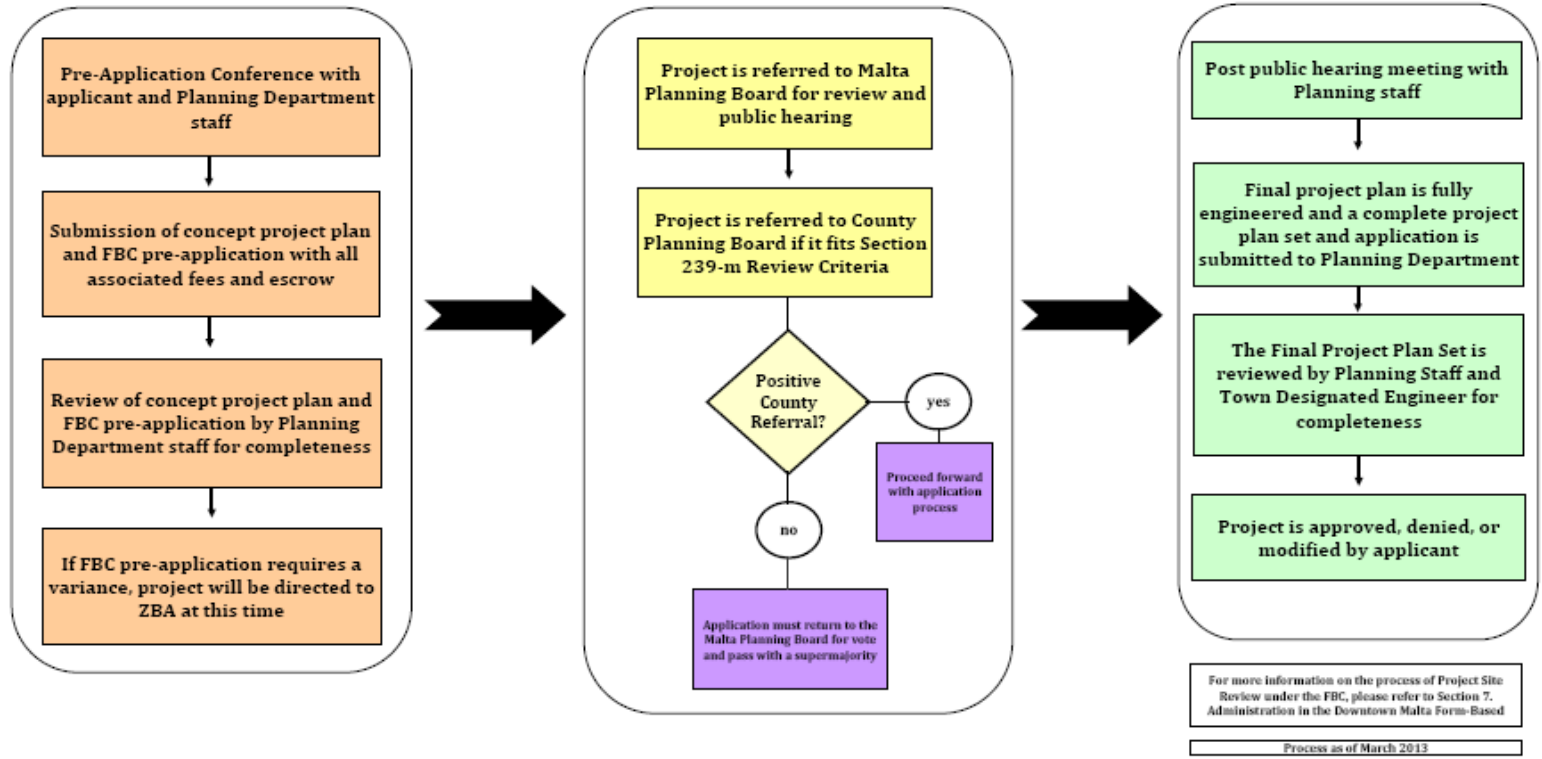 Pre-Application Conference with
applicant and Planning Department
staff
Submission of concept project plan
and FBC pre-application with all
associated fees and escrow
Review of concept project plan and
FBC pre-application by Planning
Department staff for completeness
If FBC pre-application requires a
variance, project will be directed to
ZBA at this time
Project is referred to Malta
Planning Board for review and
public hearing
Project is referred to County
Planning Board if it fits Section
239-m Review Criteria
Positive
County
Referral?
yes
Proceed forward
with application
process
no
Application must return to the
Malta Planning Board for vote
and pass with a supermajority
Post public hearing meeting with
Planning staff
Final project plan is fully
engineered and a complete project
plan set and application is
submitted to Planning Department
The Final Project Plan Set is
reviewed by Planning Staff and
Town Designated Engineer for
completeness
Project is approved, denied, or
modified by applicant
For more information on the process of Project Site
Review under the FBC, please refer to Section 7.
Administration in the Downtown Malta Form-Based
Process as of March 2013